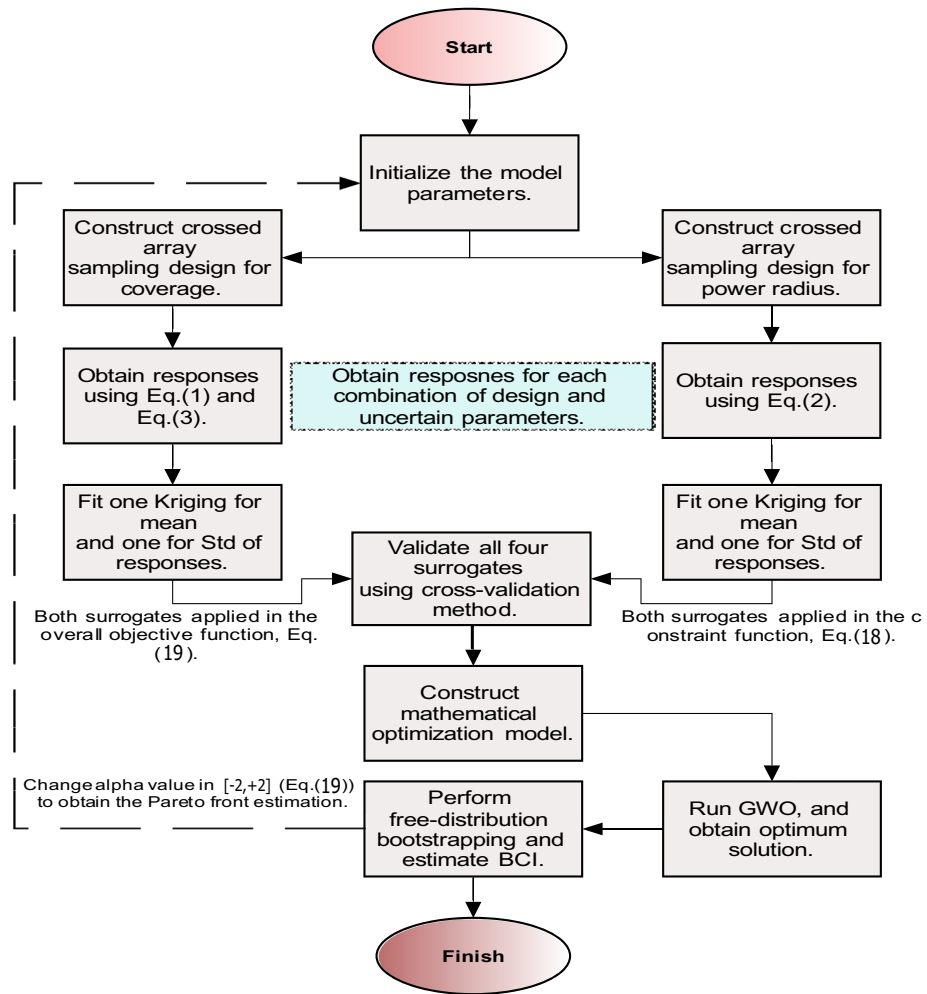 Start
Initialize the model
parameters.
Construct crossed
array
sampling design for
coverage.
Construct crossed
array
sampling design for
power radius.
Obtain responses
using Eq.(1) and
Eq.(3).
Obtain resposnes for each
combination of design and
uncertain parameters.
Obtain responses
using Eq.(2).
Fit one Kriging for
mean
and one for Std of
responses.
Validate all four
surrogates
using cross-validation
method.
Fit one Kriging for
mean
and one for Std of
responses.
Both surrogates applied in the
overall objective function, Eq.
(19).
Both surrogates applied in the c
onstraint function, Eq.(18).
Construct
mathematical
optimization model.
Change alpha value in [-2,+2] (Eq.(19))
to obtain the Pareto front estimation.
Perform
free-distribution
bootstrapping and
estimate BCI.
Run GWO, and
obtain optimum
solution.
Finish